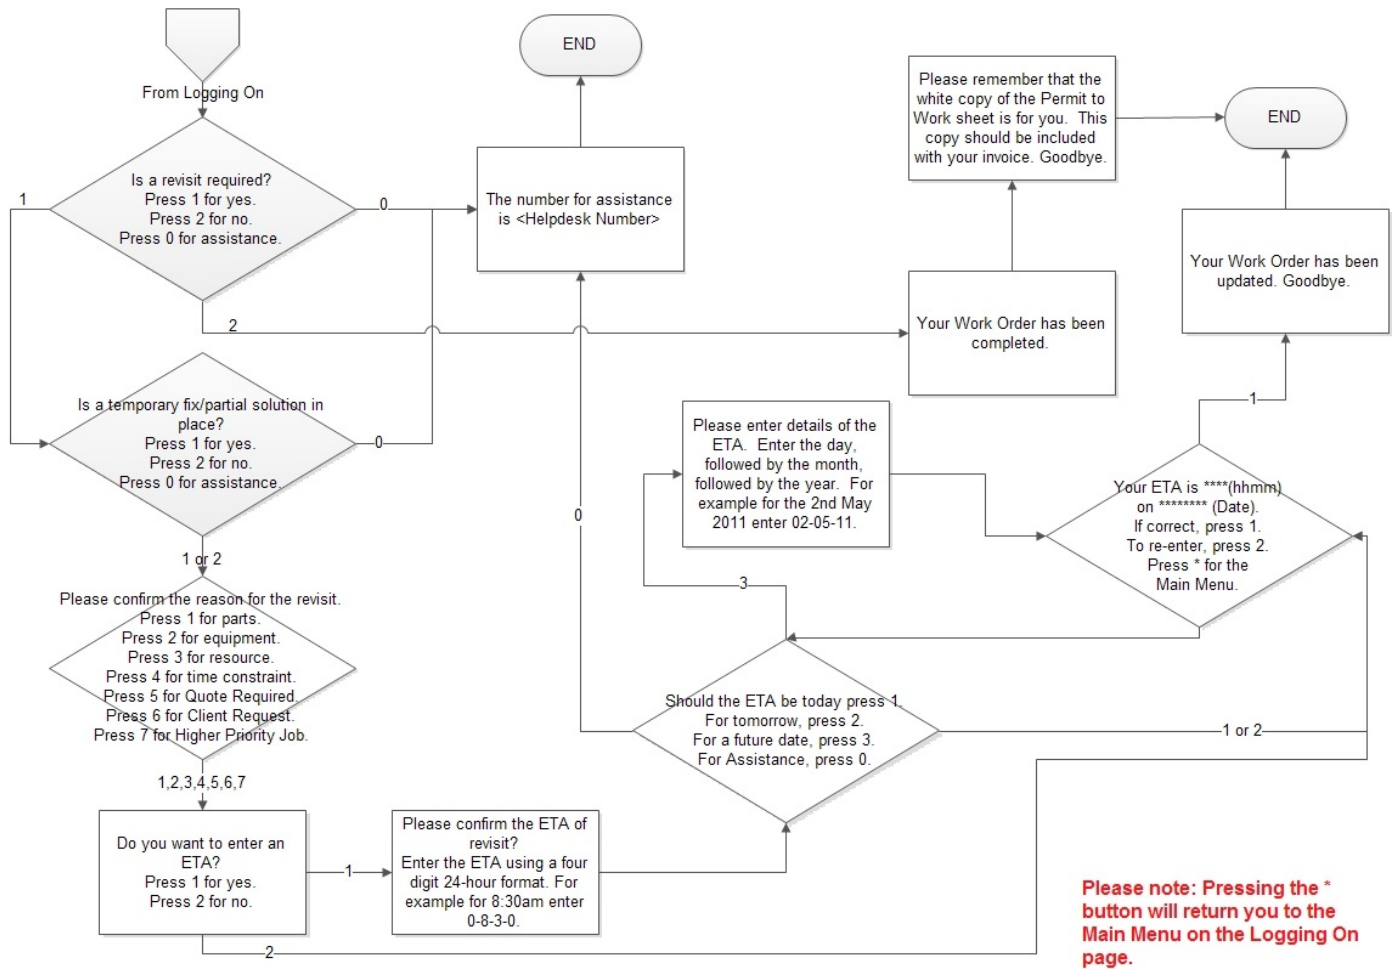 From Logging On
END
Please remember that the
white copy of the Permit to
Work sheet is for you.  This
copy should be included
with your invoice. Goodbye.
END
Is a revisit required?
Press 1 for yes.
Press 2 for no.
Press 0 for assistance.
1
0
2
The number for assistance
is <Helpdesk Number>
Your Work Order has been
updated. Goodbye.
Your Work Order has been
completed.
Is a temporary fix/partial solution in
place?
Press 1 for yes.
Press 2 for no.
Press 0 for assistance.
0
1 or 2
0
Please enter details of the
ETA.  Enter the day,
followed by the month,
followed by the year.  For
example for the 2nd May
2011 enter 02-05-11.
1
Your ETA is ****(hhmm)
on ******** (Date).
If correct, press 1.
To re-enter, press 2.
Press * for the
Main Menu.
3
Please confirm the reason for the revisit.
Press 1 for parts.
Press 2 for equipment.
Press 3 for resource.
Press 4 for time constraint.
Press 5 for Quote Required.
Press 6 for Client Request.
Press 7 for Higher Priority Job.
1,2,3,4,5,6,7
Should the ETA be today press 1.
For tomorrow, press 2.
For a future date, press 3.
For Assistance, press 0.
1 or 2
Do you want to enter an
ETA?
Press 1 for yes.
Press 2 for no.
1
2
Please confirm the ETA of
revisit?
Enter the ETA using a four
digit 24-hour format. For
example for 8:30am enter
0-8-3-0.
Please note: Pressing the *
button will return you to the
Main Menu on the Logging On
page.